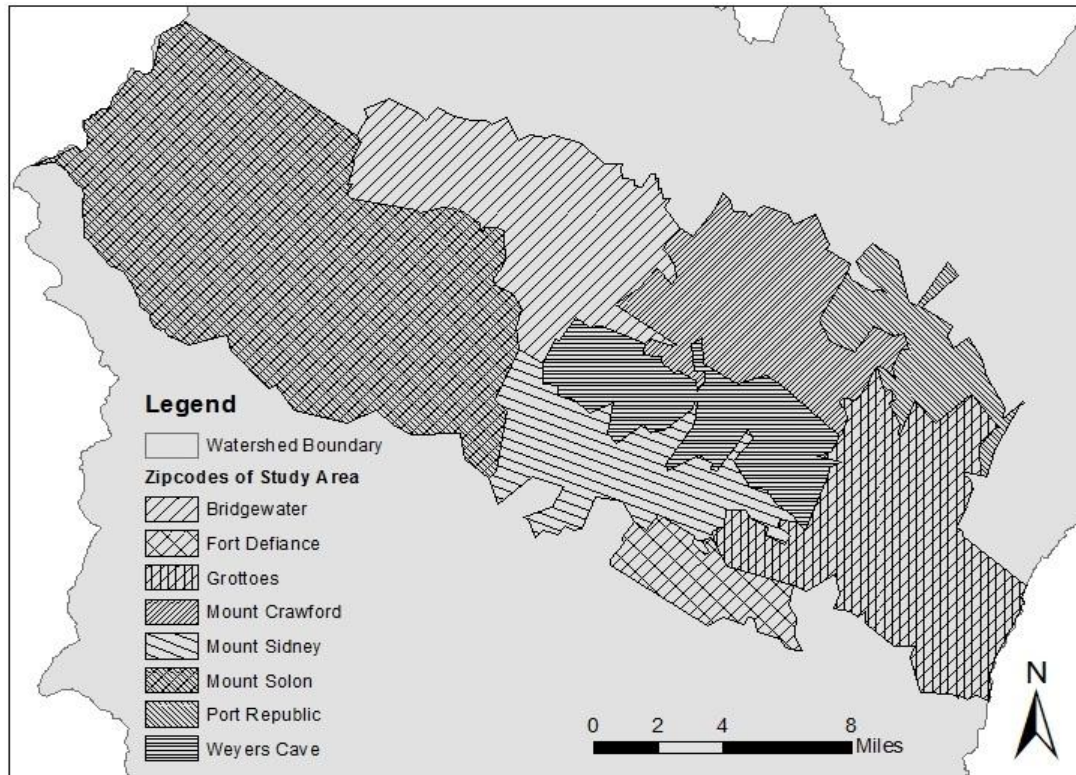 Legend
Watershed Boundary
Zipcodes of Study Area
Bridgewater
Fort Defiance
Grottoes
Mount Crawford
Mount Sidney
Mount Solon
Port Republic
Weyers Cave
0 2 4 8
Miles
N